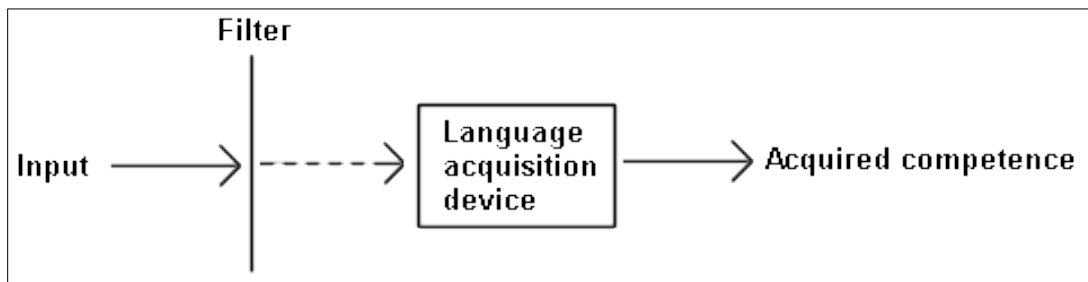 Filter
Input
Language
acquisition
device
Acquired competence